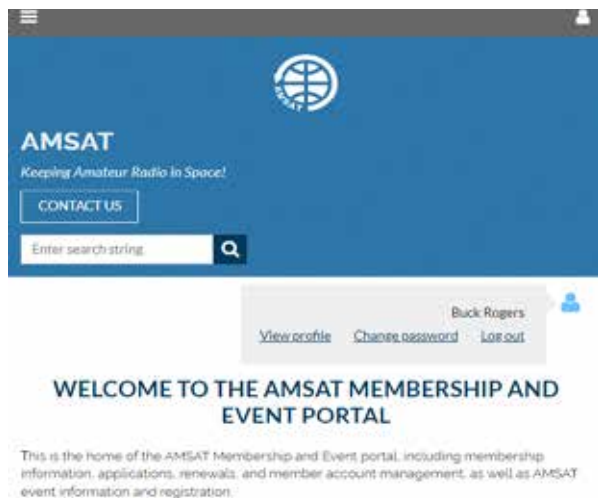 AMSAT
AMSAT
Keeping Amateur Radio in Space!
CONTACT US
Enter search string
Buck Rogers
View profile Change password Log out
WELCOME TO THE AMSAT MEMBERSHIP AND
EVENT PORTAL
This is the home of the AMSAT Membership and Event portal, including membership
information, applications, renewals, and member account management, as well as AMSAT
event information and registration.